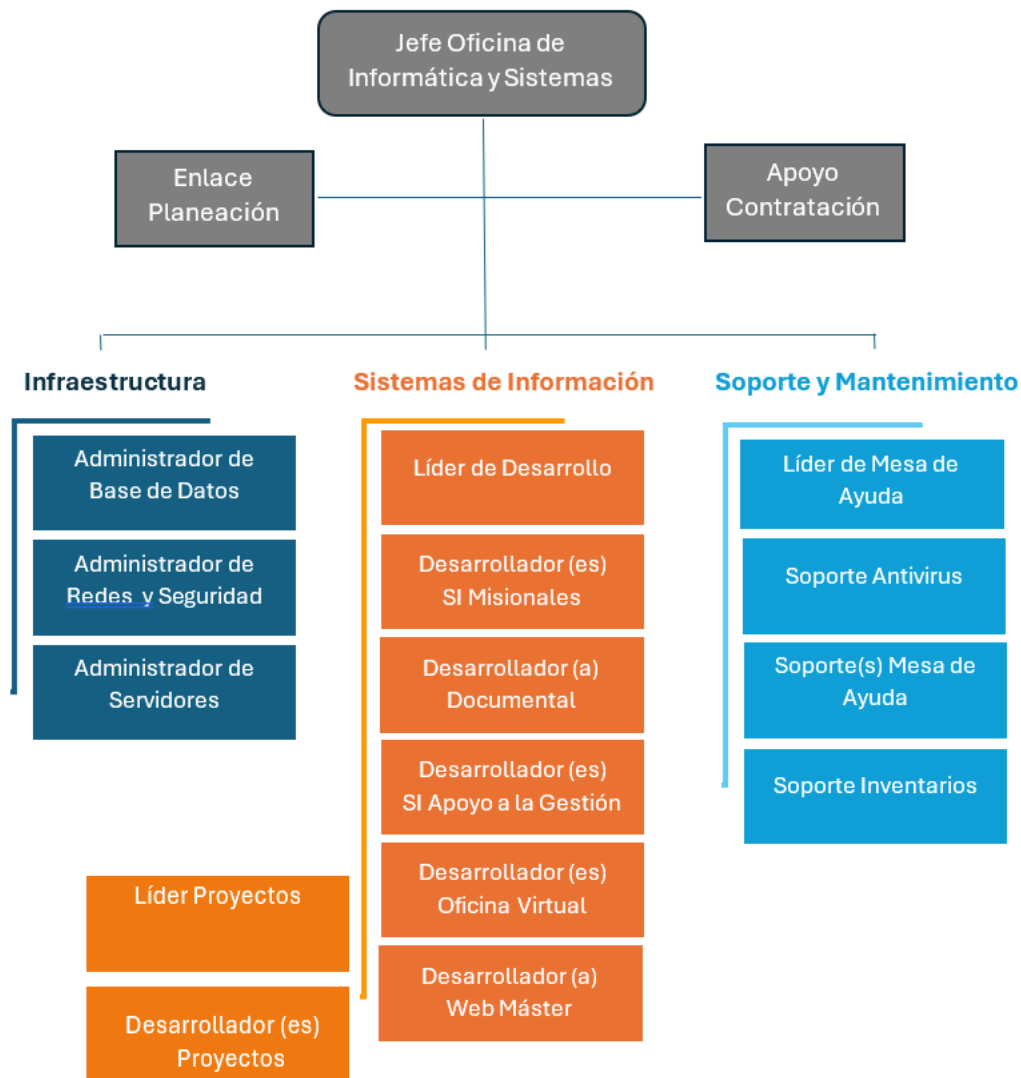 Jefe Oficina de
Informática y Sistemas
Enlace
Planeación
Apoyo
Contratación
Infraestructura
Administrador de
Base de Datos
Administrador de
Redes y Seguridad
Administrador de
Servidores
Sistemas de Información
Líder de Desarrollo
Desarrollador (es)
SI Misionales
Desarrollador (a)
Documental
Desarrollador (es)
SI Apoyo a la Gestión
Desarrollador (es)
Oficina Virtual
Desarrollador (a)
Web Máster
Líder Proyectos
Desarrollador (es)
Proyectos
Soporte y Mantenimiento
Líder de Mesa de
Ayuda
Soporte Antivirus
Soporte(s) Mesa de
Ayuda
Soporte Inventarios